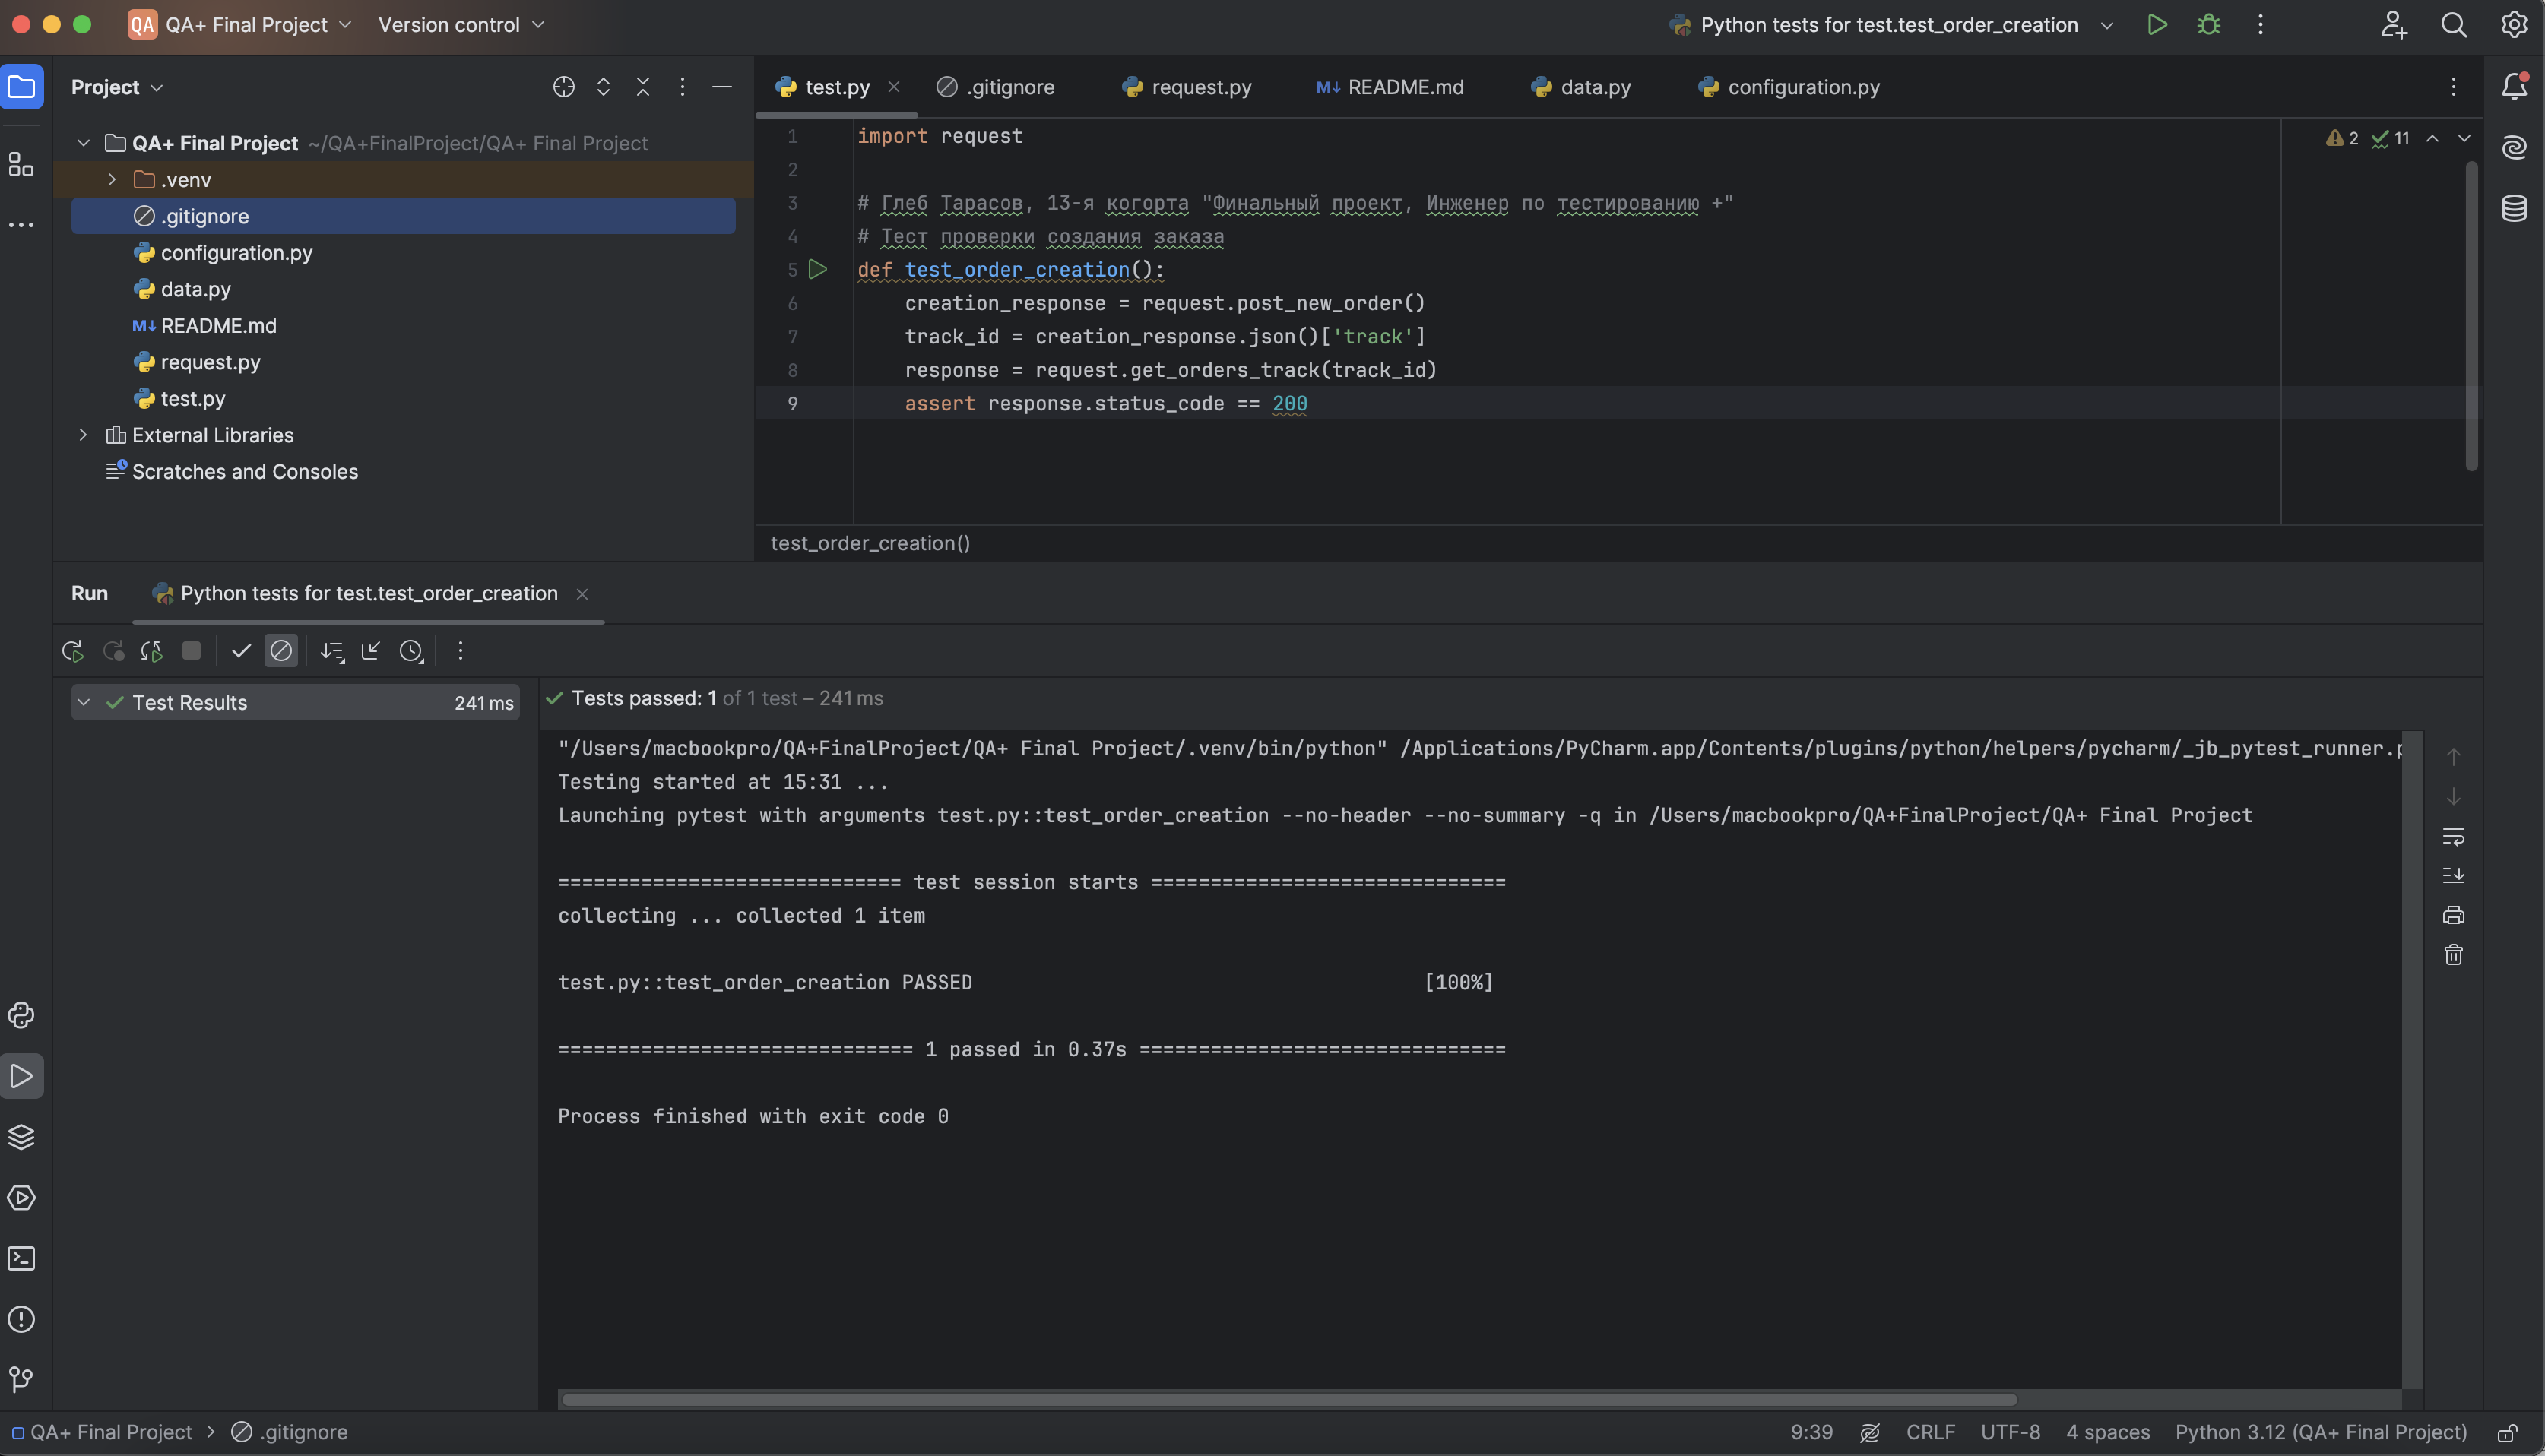 QA QA+ Final Project Version control Python tests for test.test_order_creation
Project
QA+ Final Project ~/QA+FinalProject/QA+ Final Project
.venv
.gitignore
configuration.py
data.py
M↓ README.md
request.py
test.py
External Libraries
Scratches and Consoles
test.py .gitignore request.py M↓ README.md data.py configuration.py
2 11
1 import request
2
3 # Глеб Тарасов, 13-я когорта "Финальный проект, Инженер по тестированию +"
4 # Тест проверки создания заказа
5 def test_order_creation():
6 creation_response = request.post_new_order()
7 track_id = creation_response.json()['track']
8 response = request.get_orders_track(track_id)
9 assert response.status_code == 200
test_order_creation()
Run Python tests for test.test_order_creation
Test Results 241 ms
Tests passed: 1 of 1 test – 241 ms
"/Users/macbookpro/QA+FinalProject/QA+ Final Project/.venv/bin/python" /Applications/PyCharm.app/Contents/plugins/python/helpers/pycharm/_jb_pytest_runner.p
Testing started at 15:31 ...
Launching pytest with arguments test.py::test_order_creation --no-header --no-summary -q in /Users/macbookpro/QA+FinalProject/QA+ Final Project
============================= test session starts ==============================
collecting ... collected 1 item
test.py::test_order_creation PASSED [100%]
============================== 1 passed in 0.37s ===============================
Process finished with exit code 0
QA+ Final Project > .gitignore
9:39 CRLF UTF-8 4 spaces Python 3.12 (QA+ Final Project)